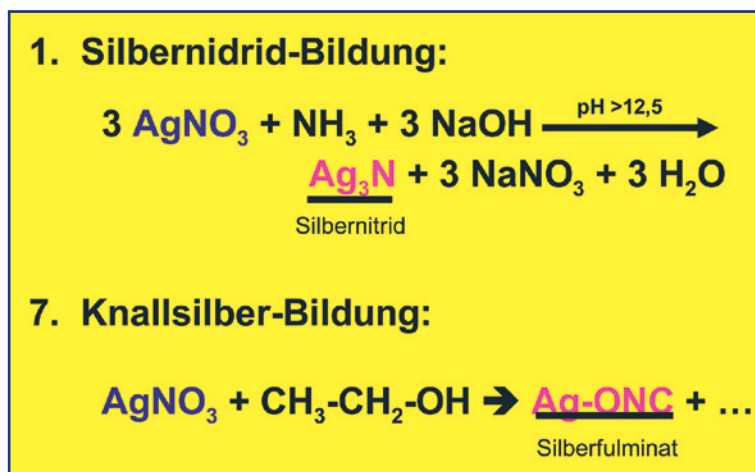 1. Silbernidrid-Bildung:
3 AgNO₃ + NH₃ + 3 NaOH
pH >12,5
Ag₃N + 3 NaNO₃ + 3 H₂O
Silbernitrid
7. Knallsilber-Bildung:
AgNO₃ + CH₃-CH₂-OH ➔ Ag-ONC + ...
Silberfulminat